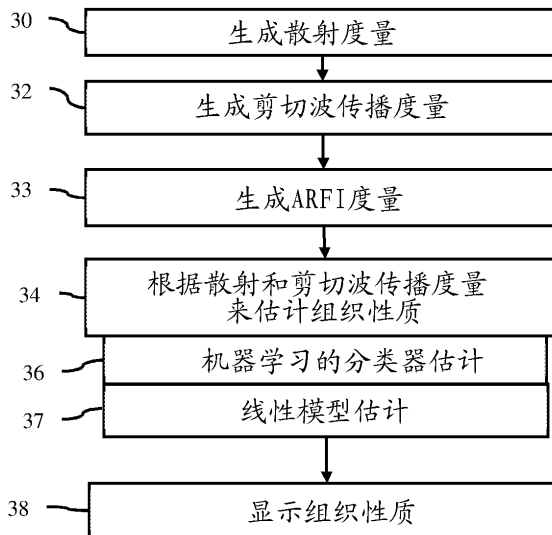 30
生成散射度量
32
生成剪切波传播度量
33
生成ARFI度量
34
根据散射和剪切波传播度量
来估计组织性质
36
机器学习的分类器估计
37
线性模型估计
38
显示组织性质